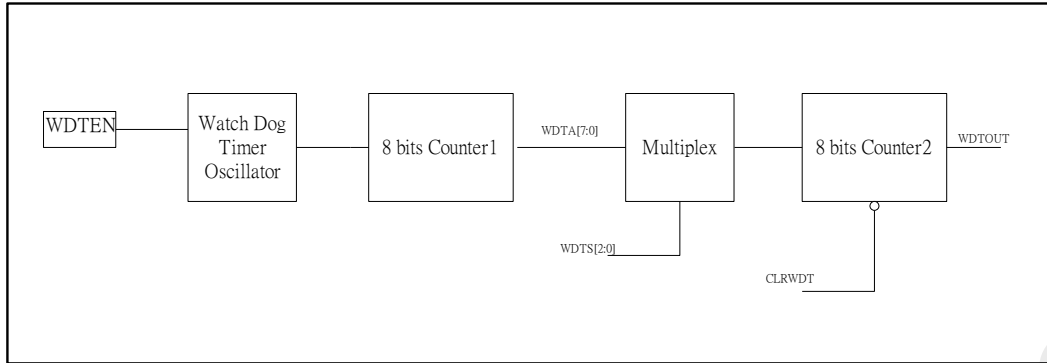 WDTEN
Watch Dog
Timer
Oscillator
8 bits Counter1
WDTA[7:0]
Multiplex
8 bits Counter2
WDTOUT
WDTS[2:0]
CLRWDT